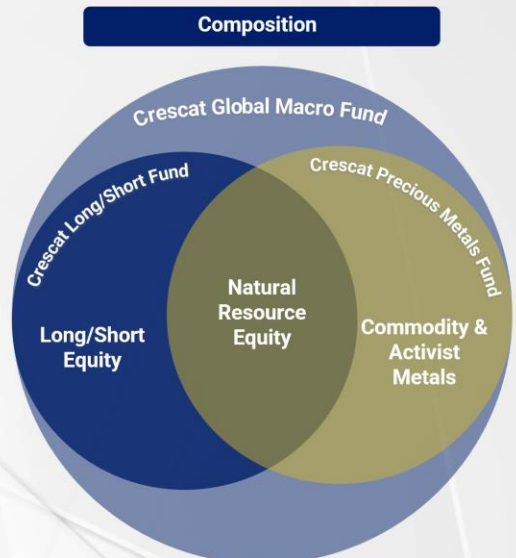 Composition
Crescat Global Macro Fund
Crescat Long/Short Fund
Crescat Precious Metals Fund
Long/Short
Equity
Natural
Resource
Equity
Commodity &
Activist
Metals